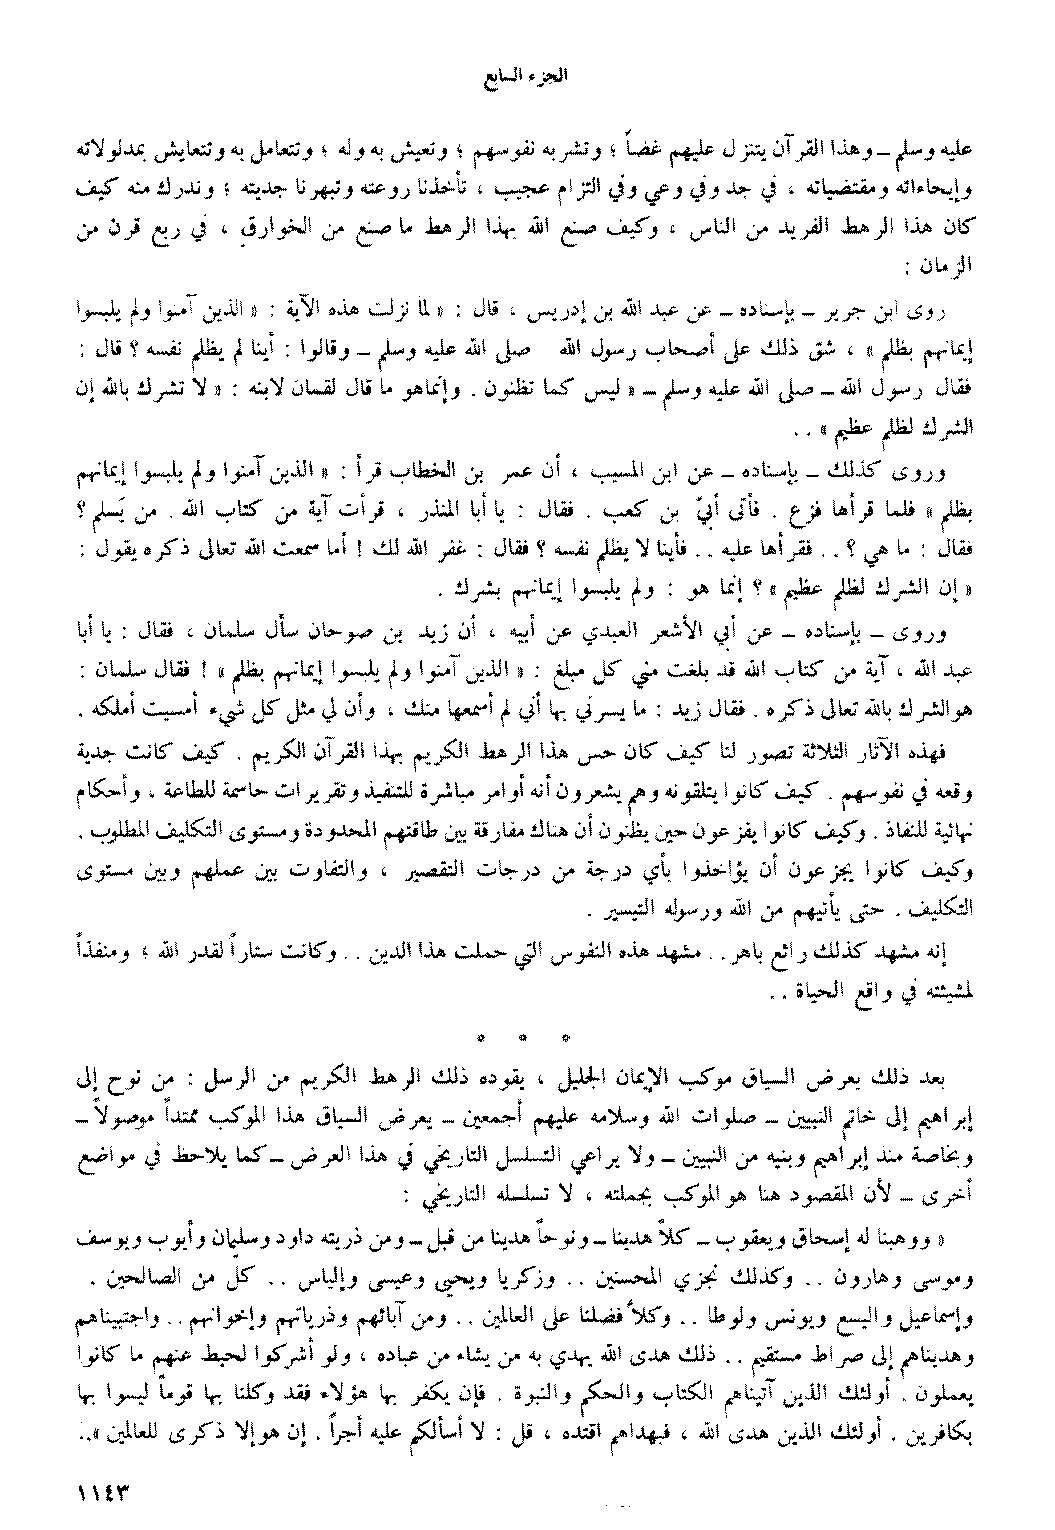 الجزء السابع
عليه وسلم – وهذا القرآن يتنزل عليهم غضاً ؛ وتشربه نفوسهم ؛ وتعيش به وله ؛ وتتعامل به وتتعايش بمدلولاته
وإيحاءاته ومقتضياته ، في جد وفي وعي وفي التزام عجيب ، تأخذنا روعته وتبهرنا جديته ؛ وندرك منه كيف
كان هذا الرهط الفريد من الناس ، وكيف صنع الله بهذا الرهط ما صنع من الخوارق ، في ربع قرن من
الزمان :
روى ابن جرير – بإسناده – عن عبد الله بن إدريس ، قال : « لما نزلت هذه الآية : « الذين آمنوا ولم يلبسوا
إيمانهم بظلم » ، شق ذلك على أصحاب رسول الله صلى الله عليه وسلم – وقالوا : أينا لم يظلم نفسه ؟ قال :
فقال رسول الله – صلى الله عليه وسلم – « ليس كما تظنون . وإنما هو ما قال لقمان لابنه : « لا تشرك بالله إن
الشرك لظلم عظيم » . .
وروى كذلك – بإسناده – عن ابن المسيب ، أن عمر بن الخطاب قرأ : « الذين آمنوا ولم يلبسوا إيمانهم
بظلم » فلما قرأها فزع . فأتى أبيّ بن كعب . فقال : يا أبا المنذر ، قرأت آية من كتاب الله . من يَسلم ؟
فقال : ما هي ؟ . . فقرأها عليه . . فأينا لا يظلم نفسه ؟ فقال : غفر الله لك ! أما سمعت الله تعالى ذكره يقول :
« إن الشرك لظلم عظيم » ؟ إنما هو : ولم يلبسوا إيمانهم بشرك .
وروى – بإسناده – عن أبي الأشعر العبدي عن أبيه ، أن زيد بن صوحان سأل سلمان ، فقال : يا أبا
عبد الله ، آية من كتاب الله قد بلغت مني كل مبلغ : « الذين آمنوا ولم يلبسوا إيمانهم بظلم » ! فقال سلمان :
هو الشرك بالله تعالى ذكره . فقال زيد : ما يسرني بها أني لم أسمعها منك ، وأن لي مثل كل شيء أمسيت أملكه .
فهذه الآثار الثلاثة تصور لنا كيف كان حس هذا الرهط الكريم بهذا القرآن الكريم . كيف كانت جدية
وقعه في نفوسهم . كيف كانوا يتلقونه وهم يشعرون أنه أوامر مباشرة للتنفيذ وتقريرات حاسمة للطاعة ، وأحكام
نهائية للنفاذ . وكيف كانوا يفزعون حين يظنون أن هناك مفارقة بين طاقتهم المحدودة ومستوى التكليف المطلوب .
وكيف كانوا يجزعون أن يؤاخذوا بأي درجة من درجات التقصير ، والتفاوت بين عملهم وبين مستوى
التكليف . حتى يأتيهم من الله ورسوله التيسير .
إنه مشهد كذلك رائع باهر . . مشهد هذه النفوس التي حملت هذا الدين . . وكانت ستاراً لقدر الله ؛ ومنفذاً
لمشيئته في واقع الحياة . .
* * *
بعد ذلك يعرض السياق موكب الإيمان الجليل ، يقوده ذلك الرهط الكريم من الرسل : من نوح إلى
إبراهيم إلى خاتم النبيين – صلوات الله وسلامه عليهم أجمعين – يعرض السياق هذا الموكب ممتداً موصولاً –
وبخاصة منذ إبراهيم وبنيه من النبيين – ولا يراعي التسلسل التاريخي في هذا العرض – كما يلاحظ في مواضع
أخرى – لأن المقصود هنا هو الموكب بجملته ، لا تسلسله التاريخي :
« ووهبنا له إسحاق ويعقوب – كلاً هدينا – ونوحاً هدينا من قبل – ومن ذريته داود وسليمان وأيوب ويوسف
وموسى وهارون . . وكذلك نجزي المحسنين . . وزكريا ويحيى وعيسى وإلياس . . كل من الصالحين .
وإسماعيل واليسع ويونس ولوطا . . وكلاً فضلنا على العالمين . . ومن آبائهم وذرياتهم وإخوانهم . . واجتبيناهم
وهديناهم إلى صراط مستقيم . . ذلك هدى الله يهدي به من يشاء من عباده ، ولو أشركوا لحبط عنهم ما كانوا
يعملون . أولئك الذين آتيناهم الكتاب والحكم والنبوة . فإن يكفر بها هؤلاء فقد وكلنا بها قوماً ليسوا بها
بكافرين . أولئك الذين هدى الله ، فبهداهم اقتده ، قل : لا أسألكم عليه أجراً . إن هو إلا ذكرى للعالمين » . .
١١٤٣